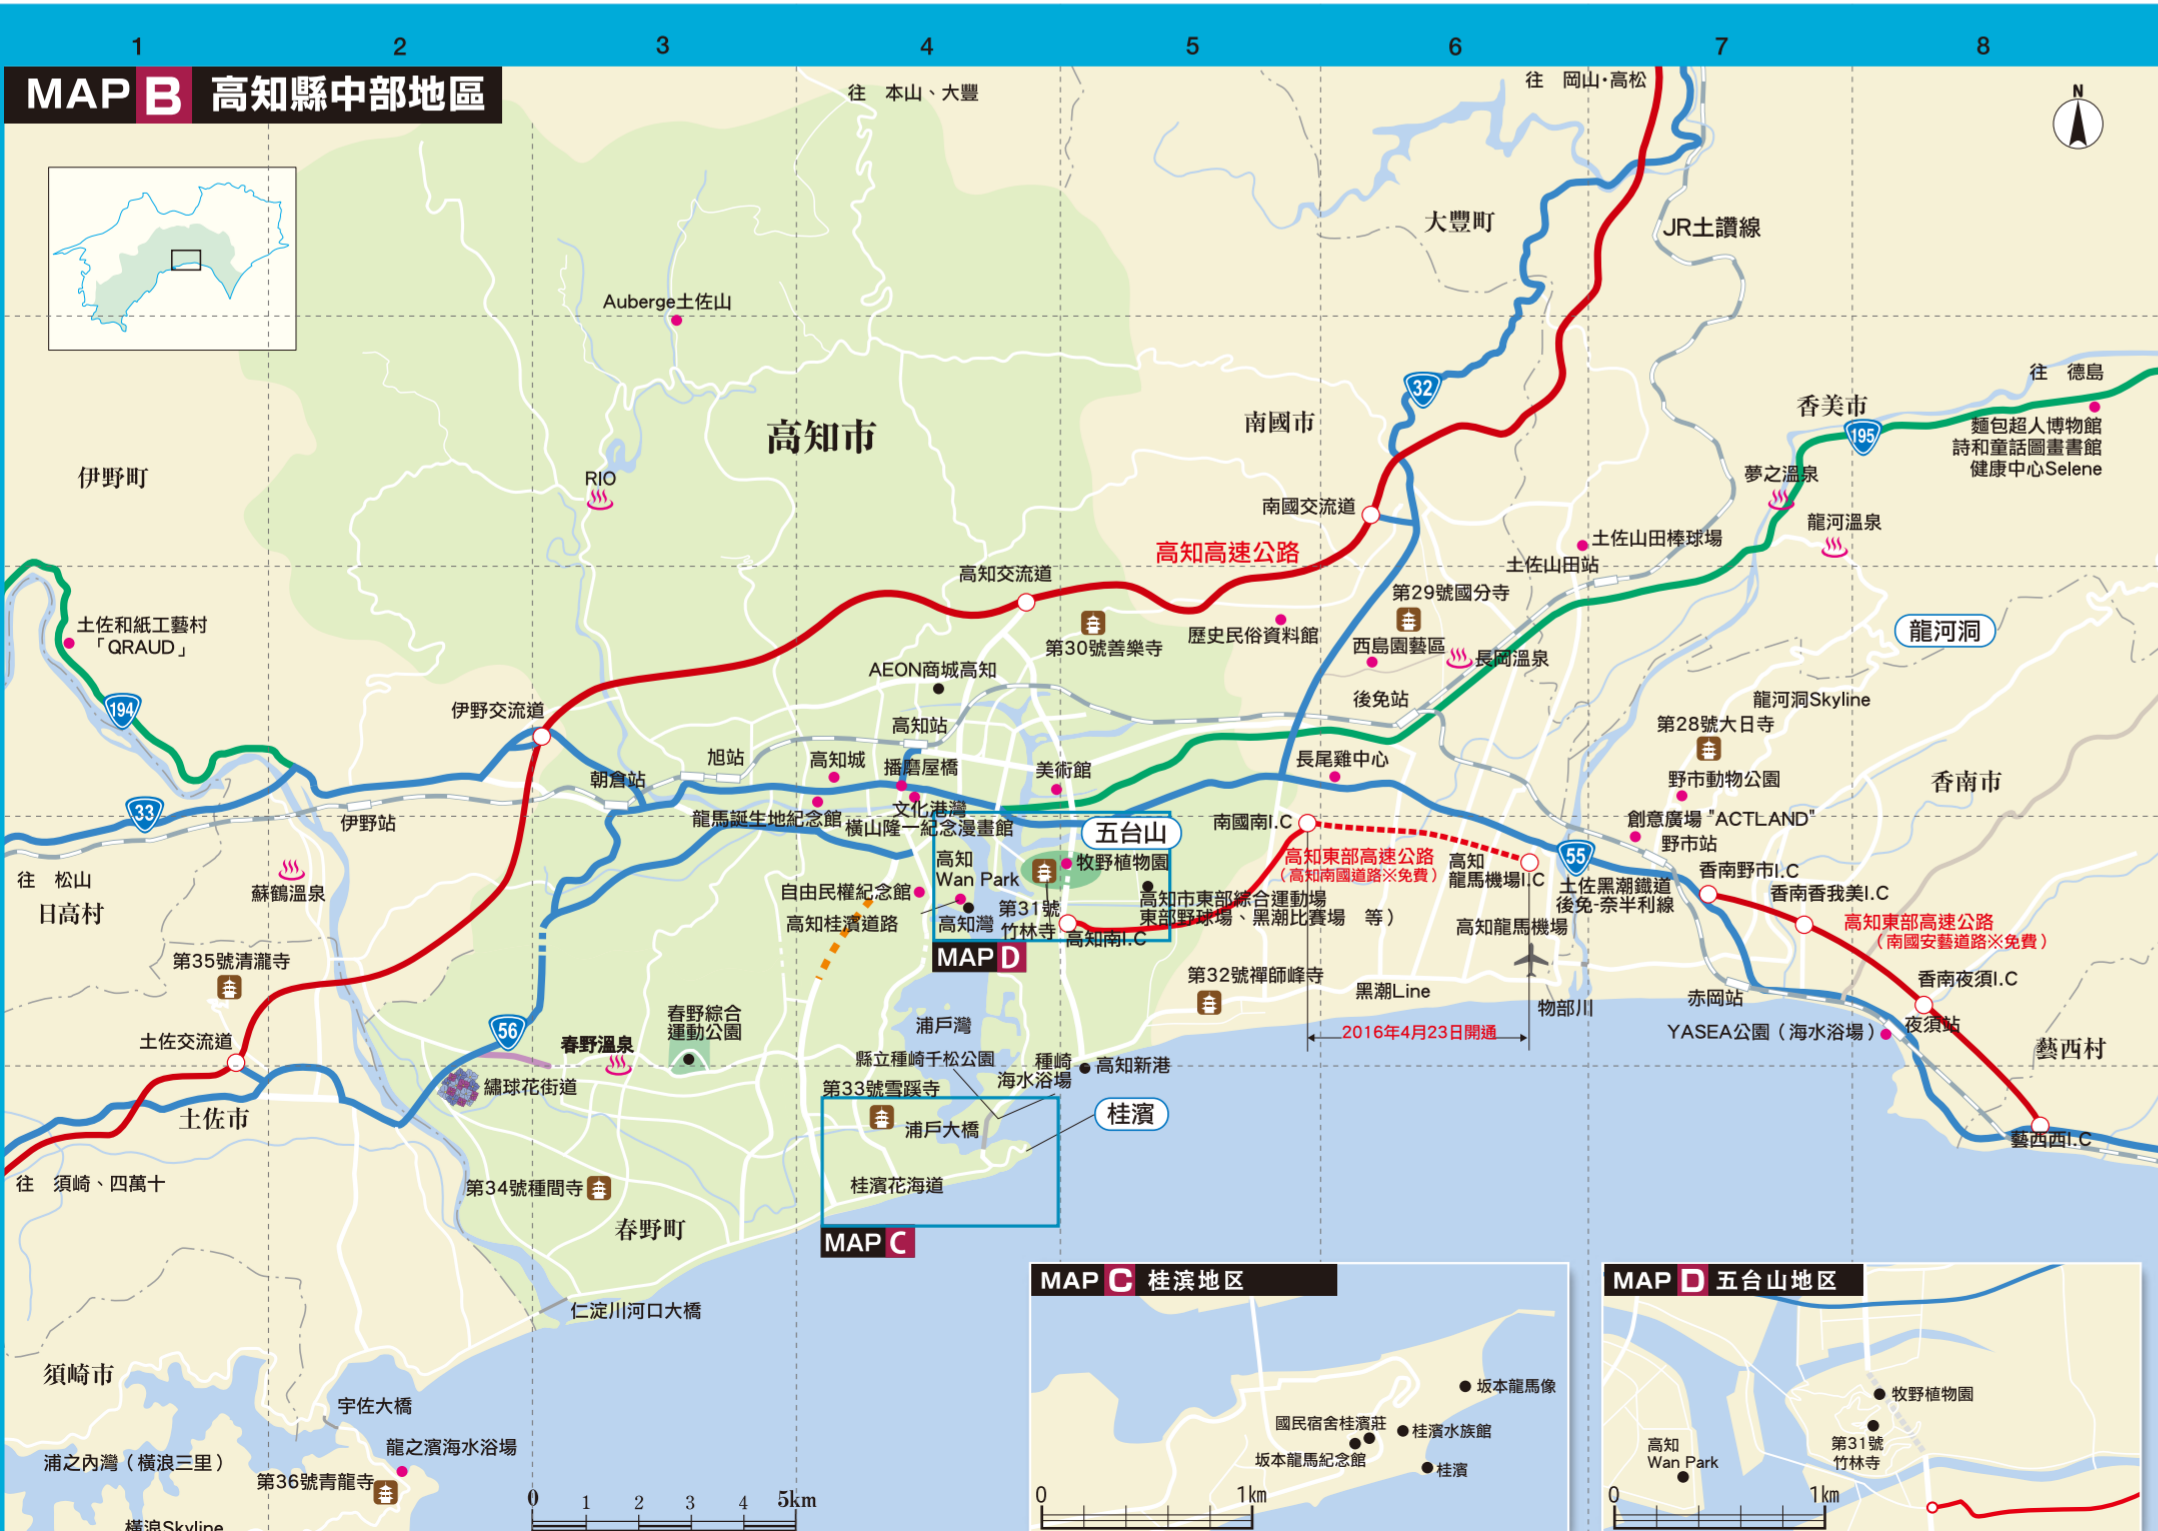 1 2 3 4 5 6 7 8
MAP B 高知縣中部地區
往 本山、大豐
往 岡山・高松
N
大豐町
JR土讚線
Auberge土佐山
32
往 德島
香美市
195
麵包超人博物館
詩和童話圖畫書館
健康中心Selene
高知市
南國市
伊野町
RIO
夢之溫泉
龍河溫泉
南國交流道
土佐山田棒球場
高知高速公路
土佐山田站
高知交流道
第29號國分寺
土佐和紙工藝村
「QRAUD」
第30號善樂寺
歷史民俗資料館
西島園藝區
長岡溫泉
龍河洞
AEON商城高知
後免站
龍河洞Skyline
194
伊野交流道
高知站
第28號大日寺
旭站
高知城
播磨屋橋
美術館
長尾雞中心
朝倉站
野市動物公園
香南市
33
伊野站
龍馬誕生地紀念館
文化港灣
橫山隆一紀念漫畫館
五台山
南國南I.C
創意廣場 "ACTLAND"
野市站
高知
Wan Park
牧野植物園
高知東部高速公路
（高知南國道路※免費）
高知
龍馬機場I.C
55
香南野市I.C
往 松山
蘇鶴溫泉
自由民權紀念館
土佐黑潮鐵道
後免-奈半利線
香南香我美I.C
日高村
高知桂濱道路
高知灣
第31號
竹林寺
高知市東部綜合運動場
東部野球場、黑潮比賽場 等）
高知南I.C
高知龍馬機場
高知東部高速公路
（南國安藝道路※免費）
MAP D
第35號清瀧寺
第32號禪師峰寺
黑潮Line
香南夜須I.C
赤岡站
物部川
56
春野綜合
運動公園
浦戶灣
2016年4月23日開通
YASEA公園（海水浴場）
夜須站
土佐交流道
春野溫泉
縣立種崎千松公園
種崎
海水浴場
高知新港
藝西村
繡球花街道
第33號雪蹊寺
土佐市
浦戶大橋
桂濱
藝西西I.C
往 須崎、四萬十
第34號種間寺
桂濱花海道
春野町
MAP C
仁淀川河口大橋
MAP C 桂滨地区
MAP D 五台山地区
須崎市
宇佐大橋
坂本龍馬像
牧野植物園
龍之濱海水浴場
國民宿舍桂濱莊
桂濱水族館
第31號
竹林寺
浦之內灣（橫浪三里）
坂本龍馬紀念館
桂濱
高知
Wan Park
第36號青龍寺
0 1 2 3 4 5km
0 1km
0 1km
橫浪Skyline